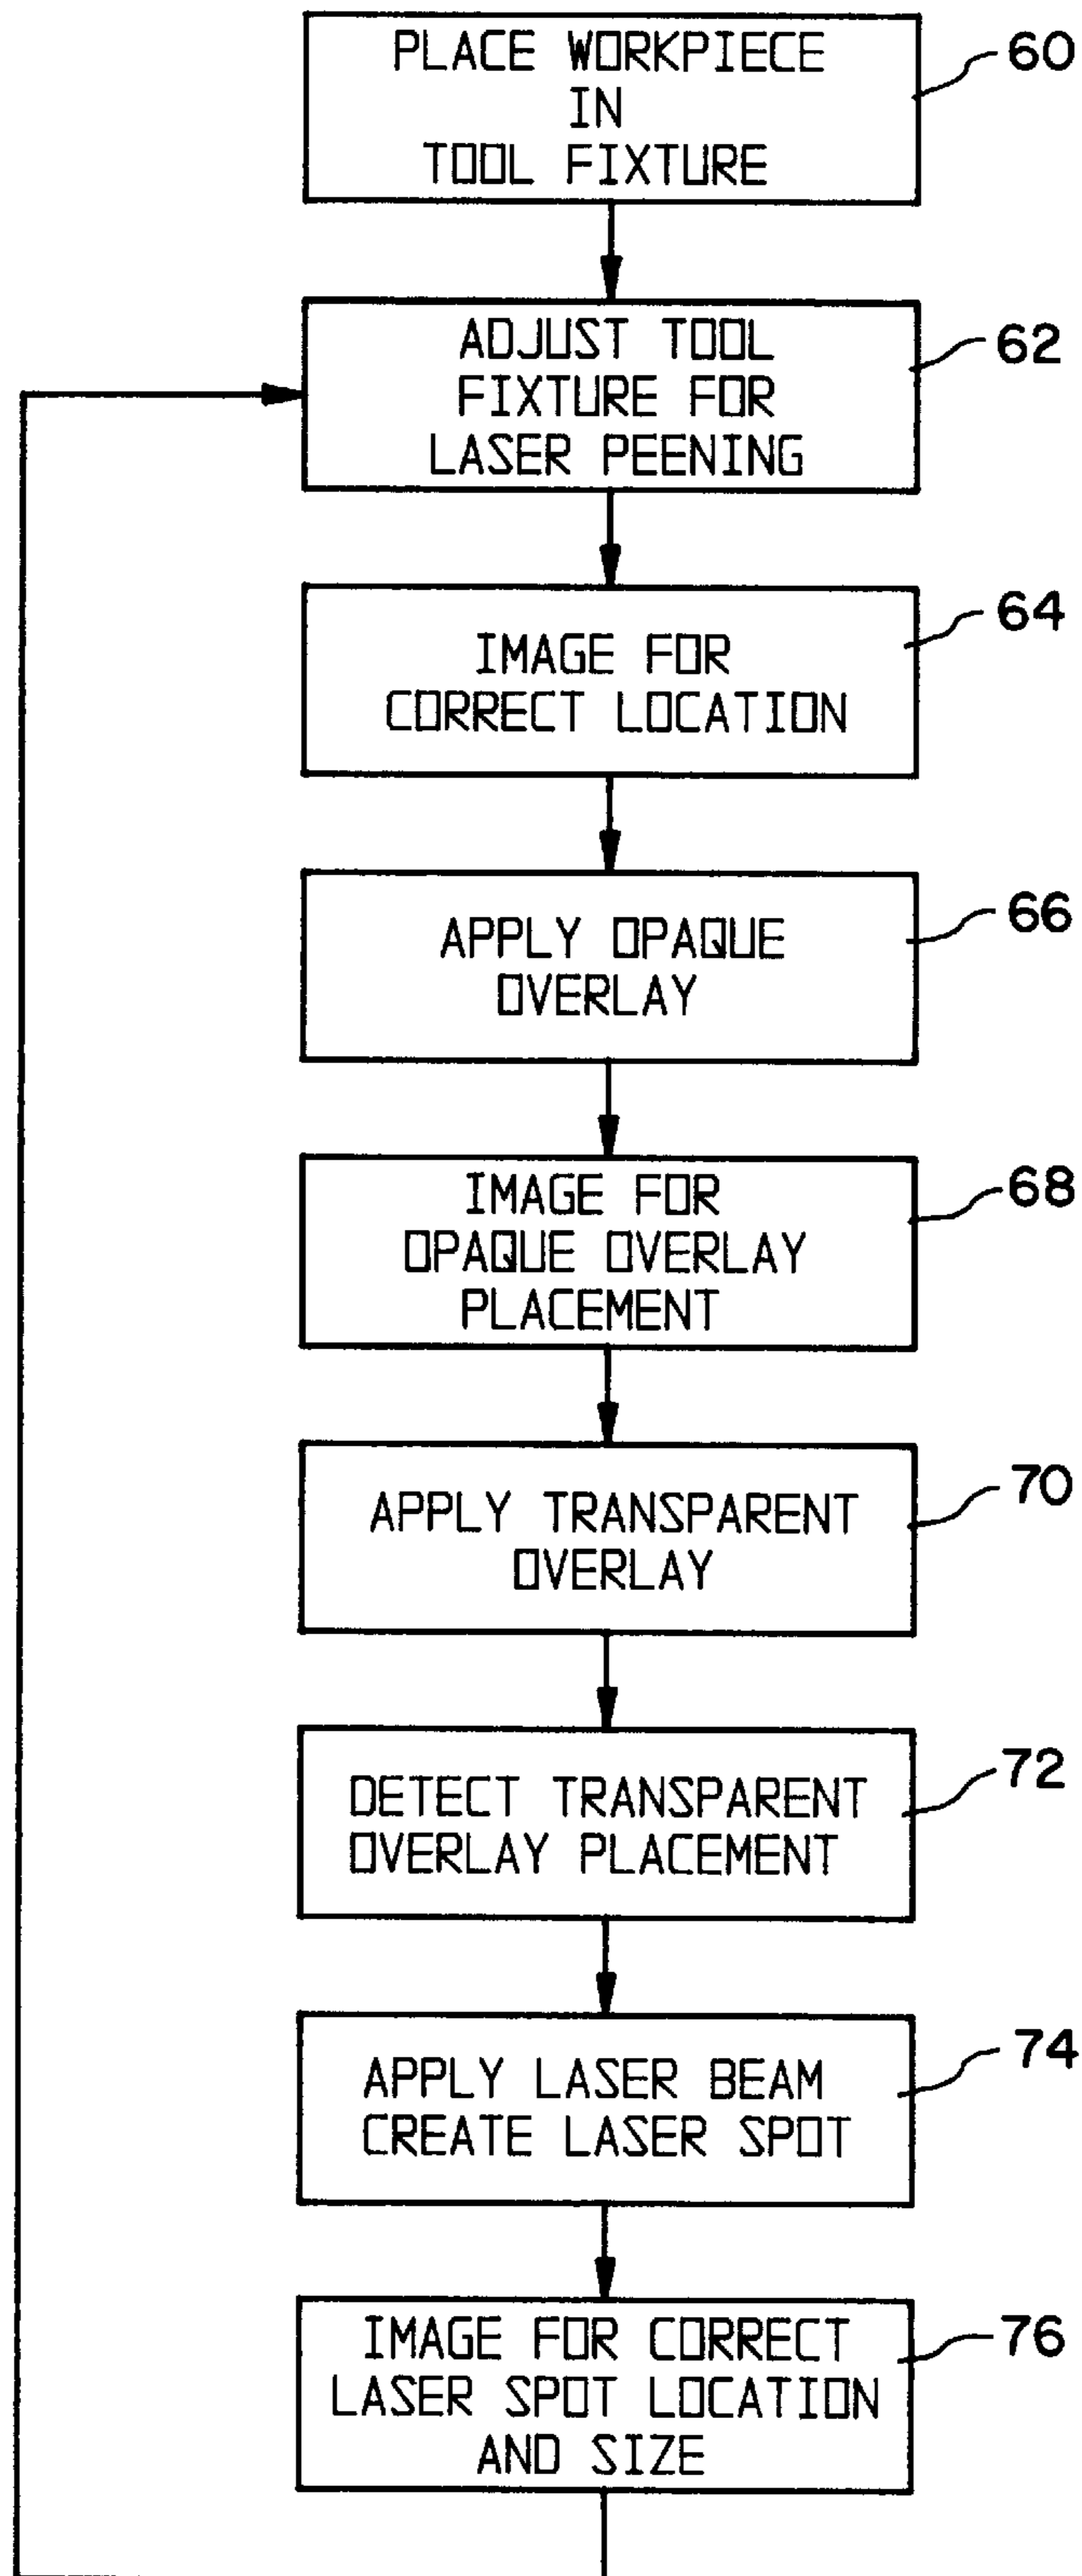 PLACE WORKPIECE
IN
TOOL FIXTURE
60
ADJUST TOOL
FIXTURE FOR
LASER PEENING
62
IMAGE FOR
CORRECT LOCATION
64
APPLY OPAQUE
OVERLAY
66
IMAGE FOR
OPAQUE OVERLAY
PLACEMENT
68
APPLY TRANSPARENT
OVERLAY
70
DETECT TRANSPARENT
OVERLAY PLACEMENT
72
APPLY LASER BEAM
CREATE LASER SPOT
74
IMAGE FOR CORRECT
LASER SPOT LOCATION
AND SIZE
76